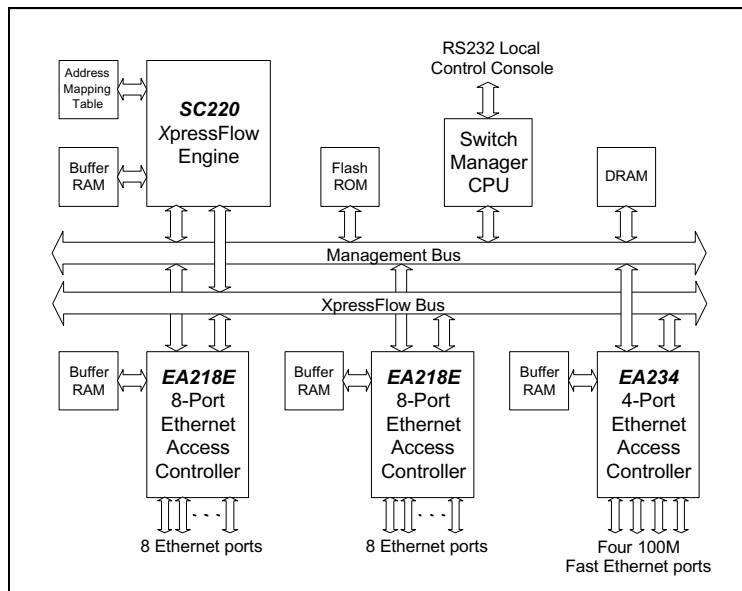 RS232 Local
Control Console
Address
Mapping
Table
SC220
XpressFlow
Engine
Buffer
RAM
Flash
ROM
Switch
Manager
CPU
DRAM
Management Bus
XpressFlow Bus
Buffer
RAM
EA218E
8-Port
Ethernet
Access
Controller
Buffer
RAM
EA218E
8-Port
Ethernet
Access
Controller
Buffer
RAM
EA234
4-Port
Ethernet
Access
Controller
8 Ethernet ports
8 Ethernet ports
Four 100M
Fast Ethernet ports